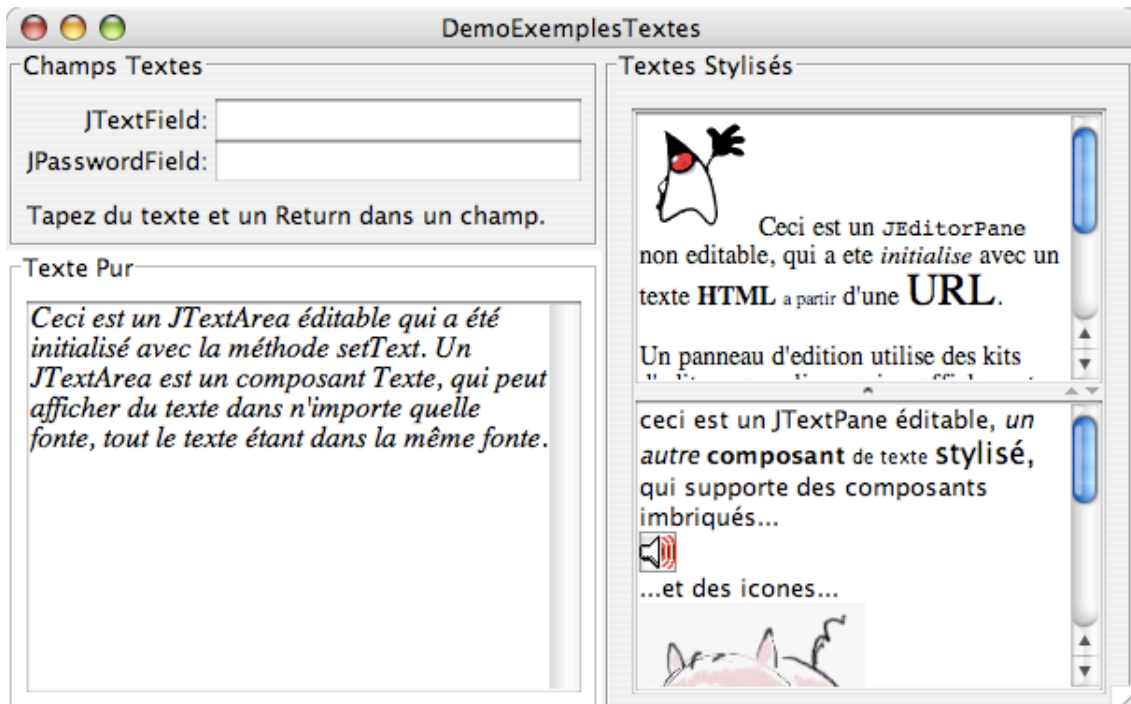 DemoExemplesTextes
Champs Textes
JTextField:
JPasswordField:
Tapez du texte et un Return dans un champ.
Texte Pur
Ceci est un JTextArea éditable qui a été
initialisé avec la méthode setText. Un
JTextArea est un composant Texte, qui peut
afficher du texte dans n'importe quelle
fonte, tout le texte étant dans la même fonte.
Textes Stylisés
Ceci est un JEditorPane
non editable, qui a ete initialise avec un
texte HTML a partir d'une URL.
Un panneau d'edition utilise des kits
ceci est un JTextPane éditable, un
autre composant de texte stylisé,
qui supporte des composants
imbriqués...
...et des icones...